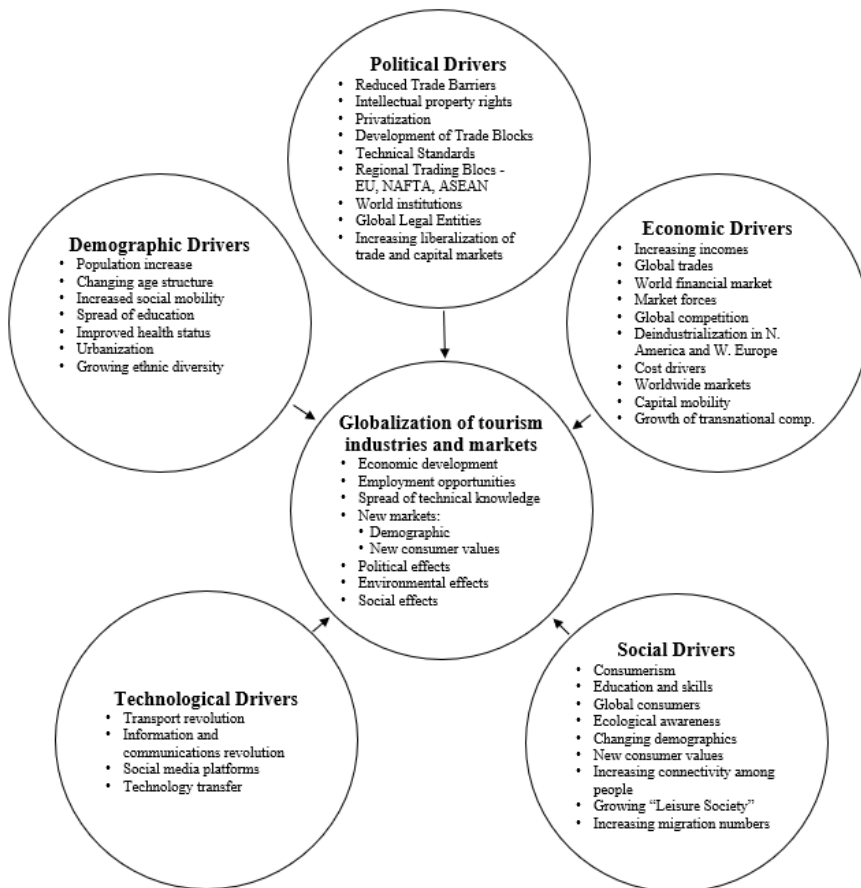 Political Drivers
• Reduced Trade Barriers
• Intellectual property rights
• Privatization
• Development of Trade Blocks
• Technical Standards
• Regional Trading Blocs -
EU, NAFTA, ASEAN
• World institutions
• Global Legal Entities
• Increasing liberalization of
trade and capital markets
Demographic Drivers
• Population increase
• Changing age structure
• Increased social mobility
• Spread of education
• Improved health status
• Urbanization
• Growing ethnic diversity
Economic Drivers
• Increasing incomes
• Global trades
• World financial market
• Market forces
• Global competition
• Deindustrialization in N.
America and W. Europe
• Cost drivers
• Worldwide markets
• Capital mobility
• Growth of transnational comp.
Globalization of tourism
industries and markets
• Economic development
• Employment opportunities
• Spread of technical knowledge
• New markets:
• Demographic
• New consumer values
• Political effects
• Environmental effects
• Social effects
Technological Drivers
• Transport revolution
• Information and
communications revolution
• Social media platforms
• Technology transfer
Social Drivers
• Consumerism
• Education and skills
• Global consumers
• Ecological awareness
• Changing demographics
• New consumer values
• Increasing connectivity among
people
• Growing “Leisure Society”
• Increasing migration numbers